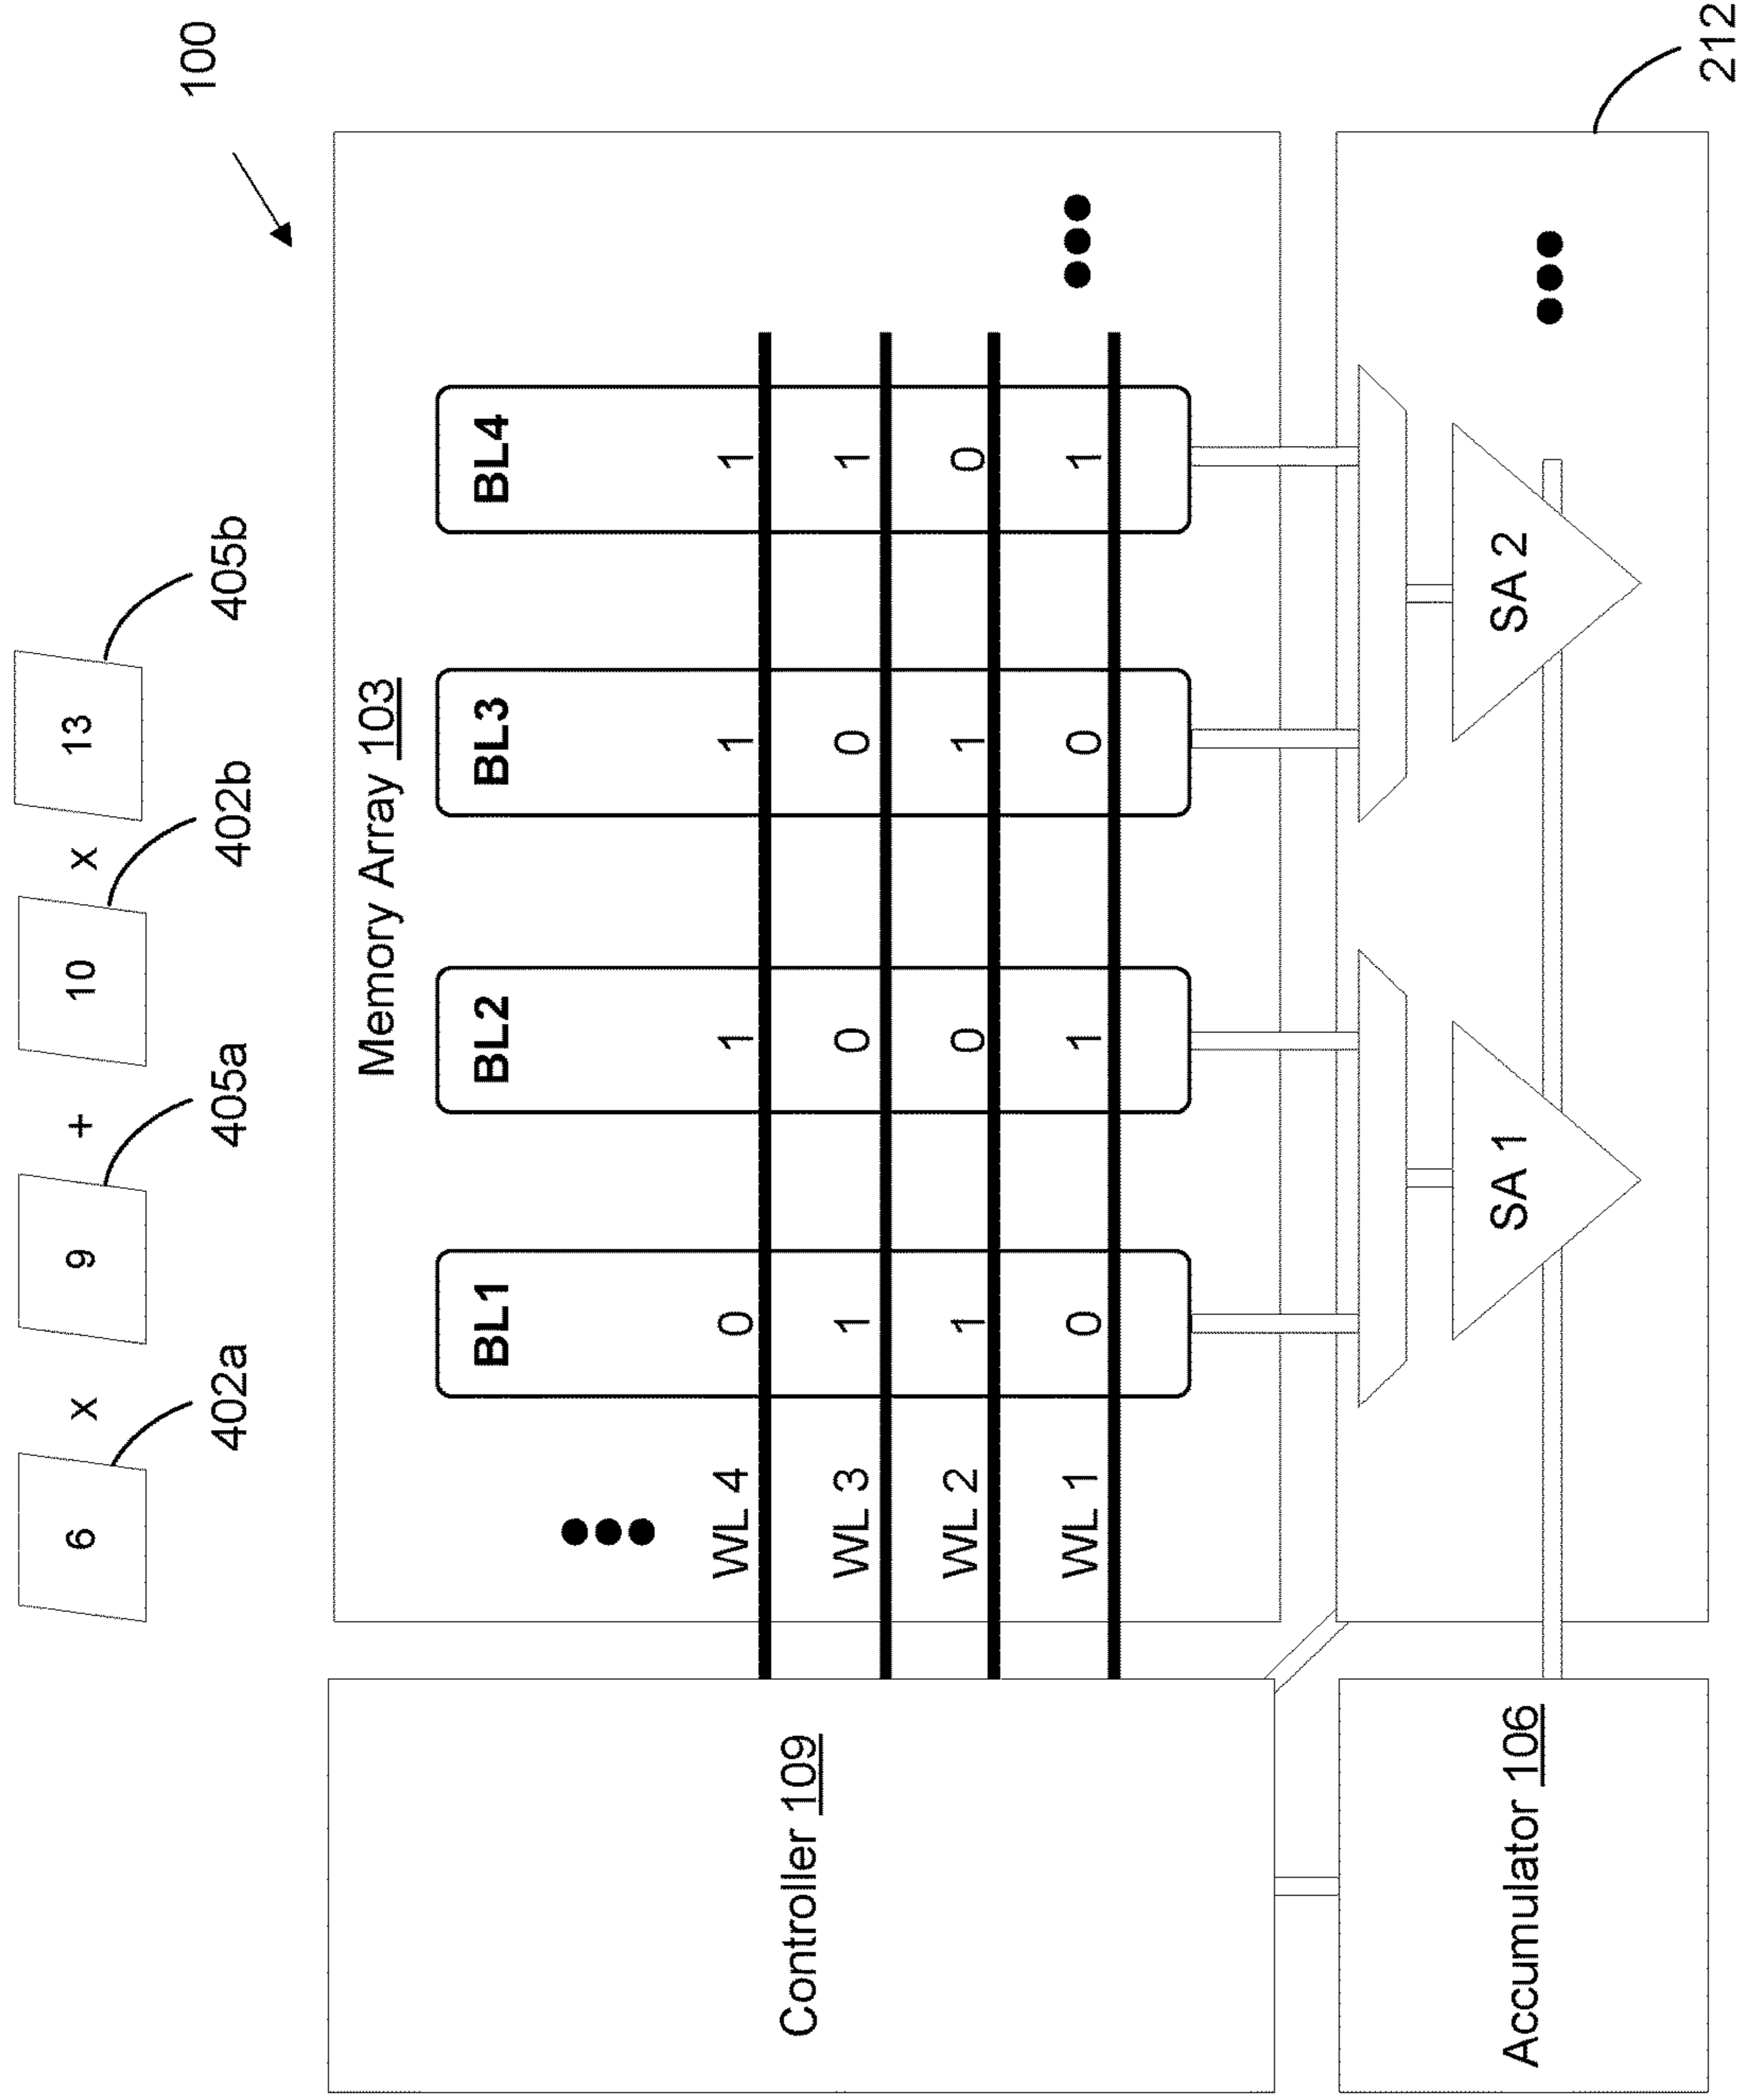 6 x 9 + 10 x 13
402a 405a 402b 405b
100
Memory Array 103
BL1 BL2 BL3 BL4
WL 4 0 1 1 1
WL 3 1 0 0 1
WL 2 1 0 1 0
WL 1 0 1 0 1
Controller 109
SA 1 SA 2
Accumulator 106
212